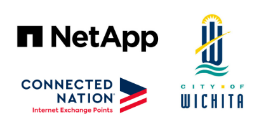 NetApp
CONNECTED
NATION
Internet Exchange Points
CITY OF
WICHITA